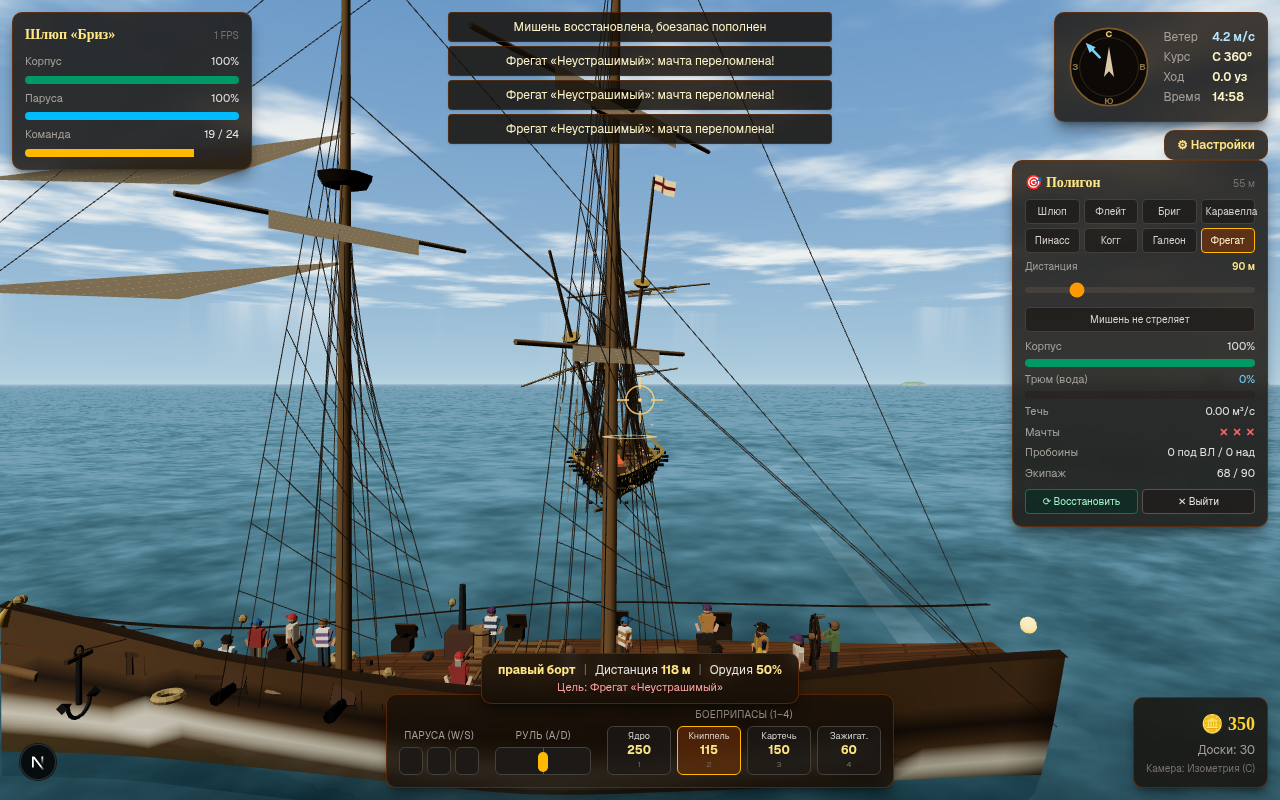 Шлюп «Бриз»
1 FPS
Корпус 100%
Паруса 100%
Команда 19 / 24
Мишень восстановлена, боезапас пополнен
Фрегат «Неустрашимый»: мачта переломлена!
Фрегат «Неустрашимый»: мачта переломлена!
Фрегат «Неустрашимый»: мачта переломлена!
С
З
В
Ю
Ветер 4.2 м/с
Курс С 360°
Ход 0.0 уз
Время 14:58
⚙ Настройки
🎯 Полигон 55 м
Шлюп Флейт Бриг Каравелла
Пинасс Когг Галеон Фрегат
Дистанция 90 м
Мишень не стреляет
Корпус 100%
Трюм (вода) 0%
Течь 0.00 м³/с
Мачты ✕ ✕ ✕
Пробоины 0 под ВЛ / 0 над
Экипаж 68 / 90
⟳ Восстановить ✕ Выйти
правый борт | Дистанция 118 м | Орудия 50%
Цель: Фрегат «Неустрашимый»
БОЕПРИПАСЫ (1–4)
ПАРУСА (W/S) РУЛЬ (A/D)
Ядро Книппель Картечь Зажигат.
250 115 150 60
1 2 3 4
🪙 350
Доски: 30
Камера: Изометрия (C)
N